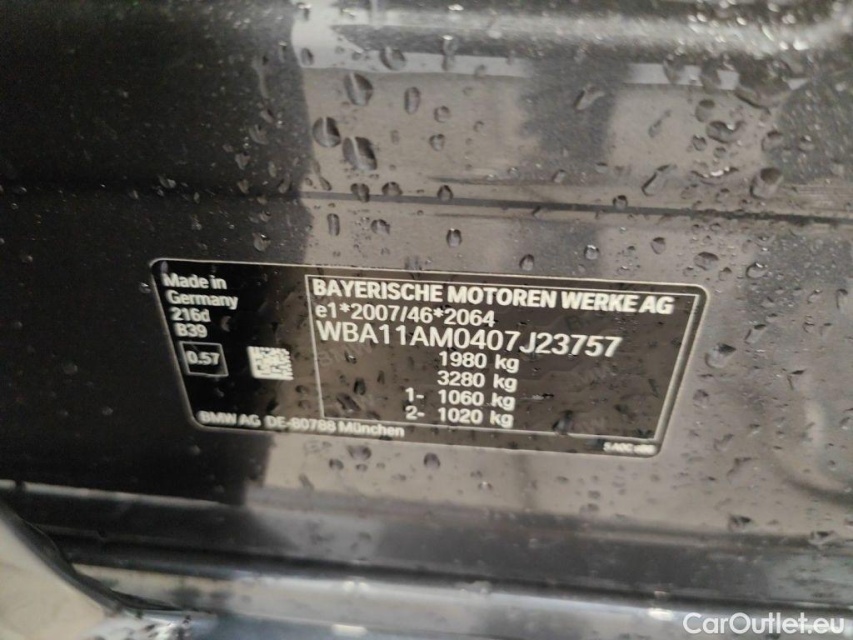 Made in
Germany
216d
B39
0.57
BAYERISCHE MOTOREN WERKE AG
e1*2007/46*2064
WBA11AM0407J23757
1980 kg
3280 kg
1- 1060 kg
2- 1020 kg
BMW AG DE-80788 München
CarOutlet.eu